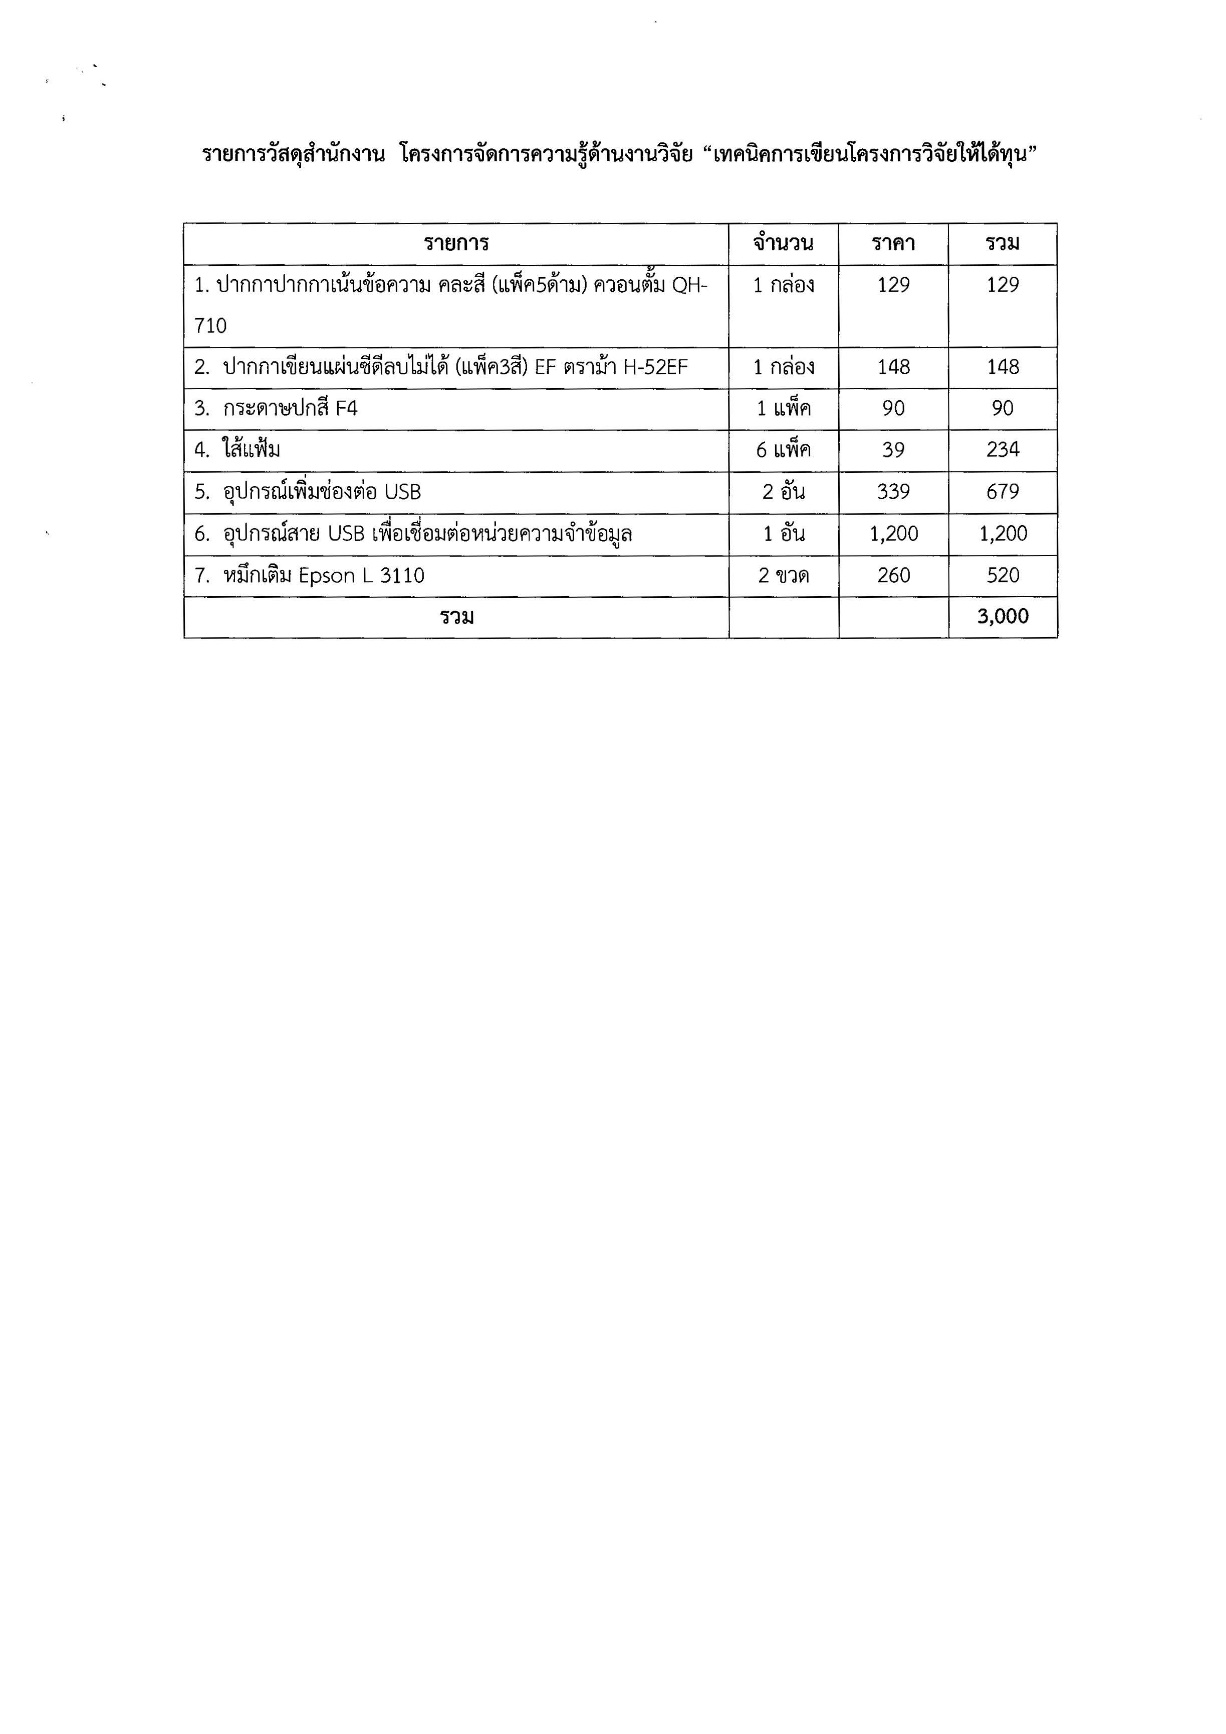 รายการวัสดุสำนักงาน โครงการจัดการความรู้ด้านงานวิจัย “เทคนิคการเขียนโครงการวิจัยให้ได้ทุน”
รายการ จำนวน ราคา รวม
1. ปากกาปากกาเน้นข้อความ คละสี (แพ็ค5ด้าม) ควอนตั้ม QH- 1 กล่อง 129 129
710
2. ปากกาเขียนแผ่นซีดีลบไม่ได้ (แพ็ค3สี) EF ตราม้า H-52EF 1 กล่อง 148 148
3. กระดาษปกสี F4 1 แพ็ค 90 90
4. ใส้แฟ้ม 6 แพ็ค 39 234
5. อุปกรณ์เพิ่มช่องต่อ USB 2 อัน 339 679
6. อุปกรณ์สาย USB เพื่อเชื่อมต่อหน่วยความจำข้อมูล 1 อัน 1,200 1,200
7. หมึกเติม Epson L 3110 2 ขวด 260 520
รวม 3,000